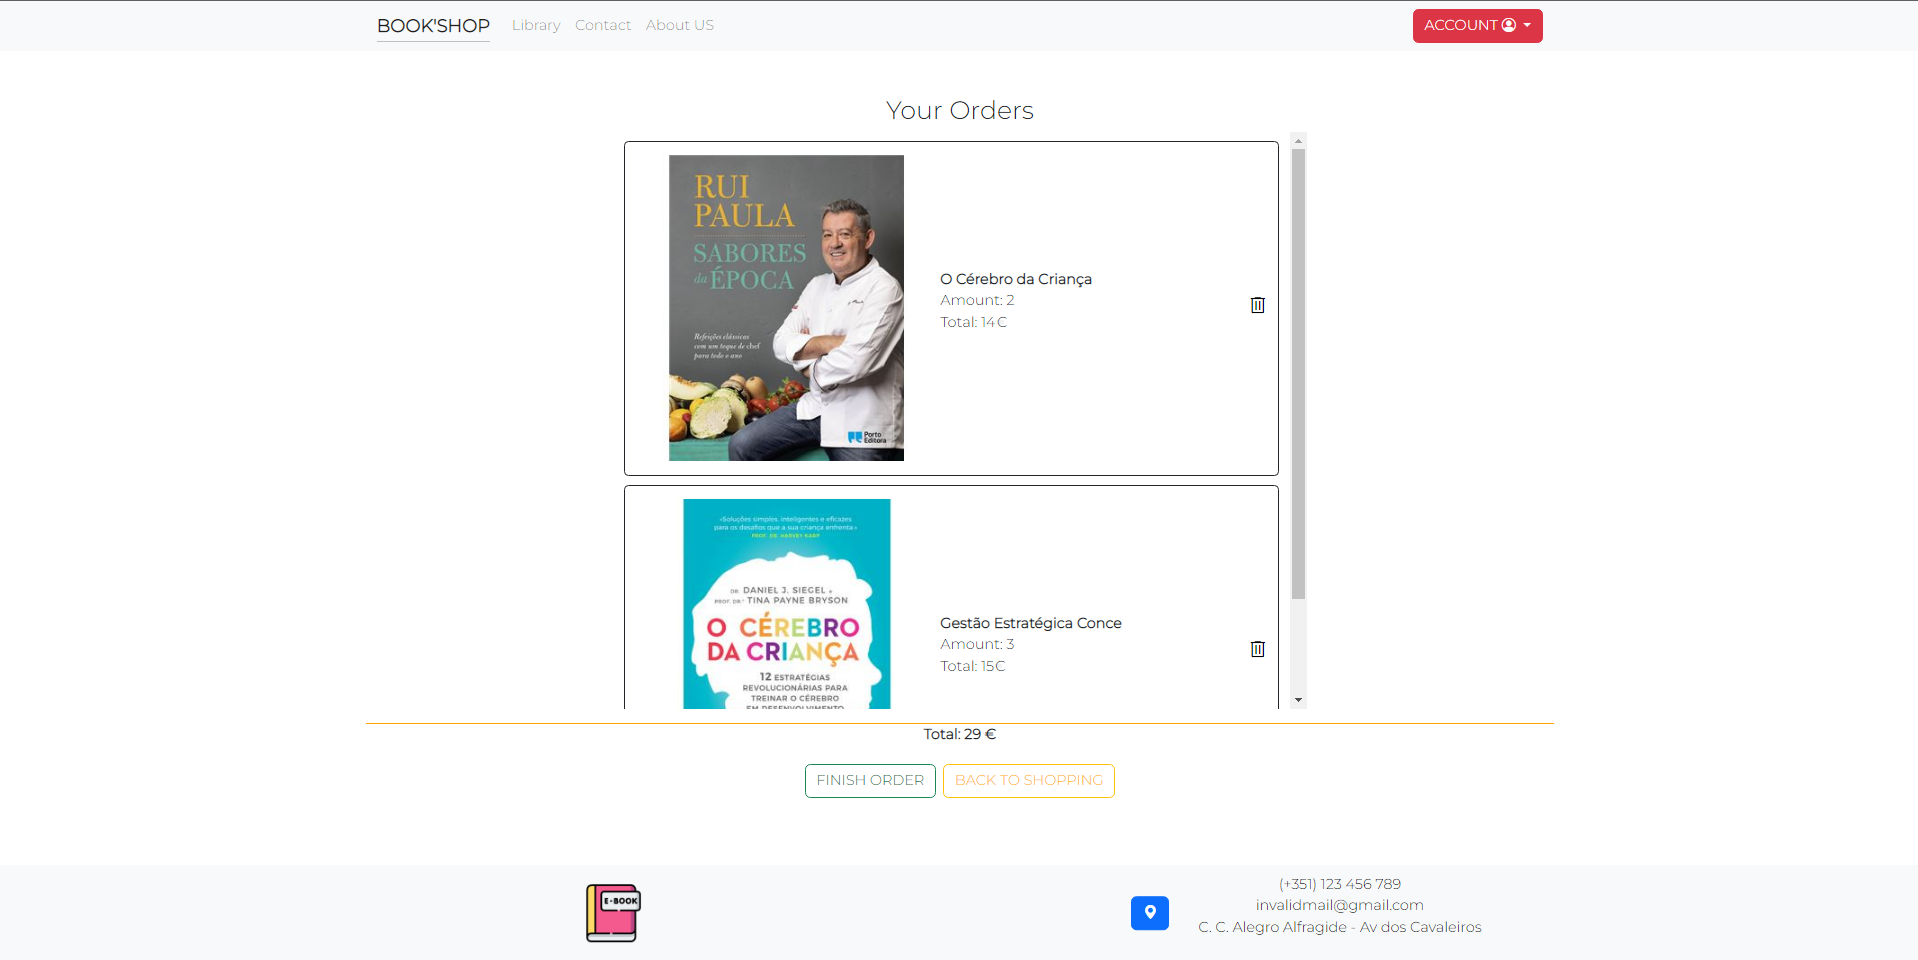 BOOK'SHOP Library Contact About US ACCOUNT
Your Orders
RUI
PAULA
SABORES
da ÉPOCA
Refeições clássicas
com um toque de chef
para todo o ano
Porto
Editora
O Cérebro da Criança
Amount: 2
Total: 14 €
«Soluções simples, inteligentes e eficazes
para os desafios que a sua criança enfrenta.»
PROF. DR. HARVEY KARP
DR. DANIEL J. SIEGEL e
PROF. DR.ª TINA PAYNE BRYSON
O CÉREBRO
DA CRIANÇA
12 ESTRATÉGIAS
REVOLUCIONÁRIAS PARA
TREINAR O CÉREBRO
EM DESENVOLVIMENTO
Gestão Estratégica Conce
Amount: 3
Total: 15 €
Total: 29 €
FINISH ORDER BACK TO SHOPPING
E-BOOK
(+351) 123 456 789
invalidmail@gmail.com
C. C. Alegro Alfragide - Av dos Cavaleiros